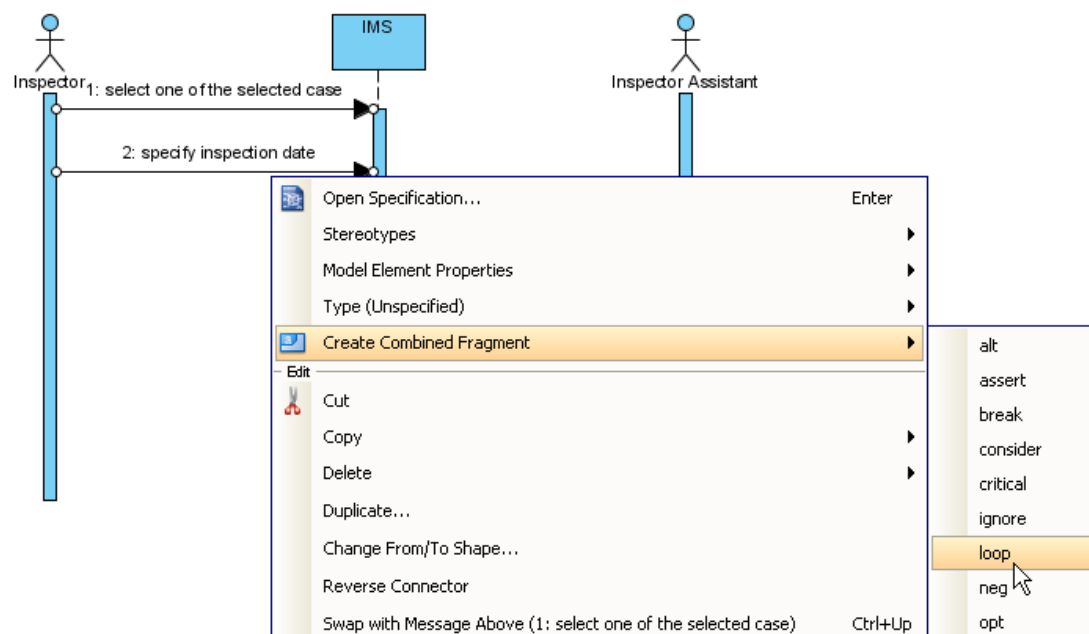 IMS
Inspector
Inspector Assistant
1: select one of the selected case
2: specify inspection date
Open Specification... Enter
Stereotypes
Model Element Properties
Type (Unspecified)
Create Combined Fragment
Edit
Cut
Copy
Delete
Duplicate...
Change From/To Shape...
Reverse Connector
Swap with Message Above (1: select one of the selected case) Ctrl+Up
alt
assert
break
consider
critical
ignore
loop
neg
opt